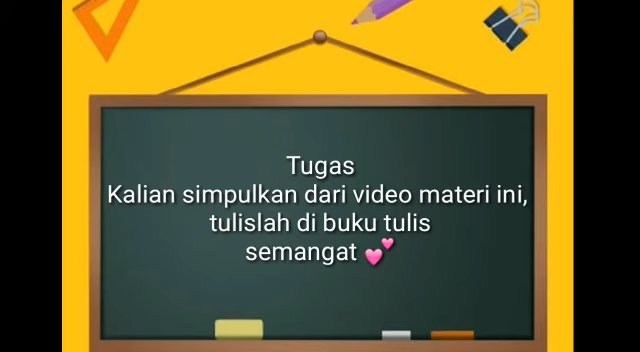 Tugas
Kalian simpulkan dari video materi ini,
tulislah di buku tulis
semangat 💕